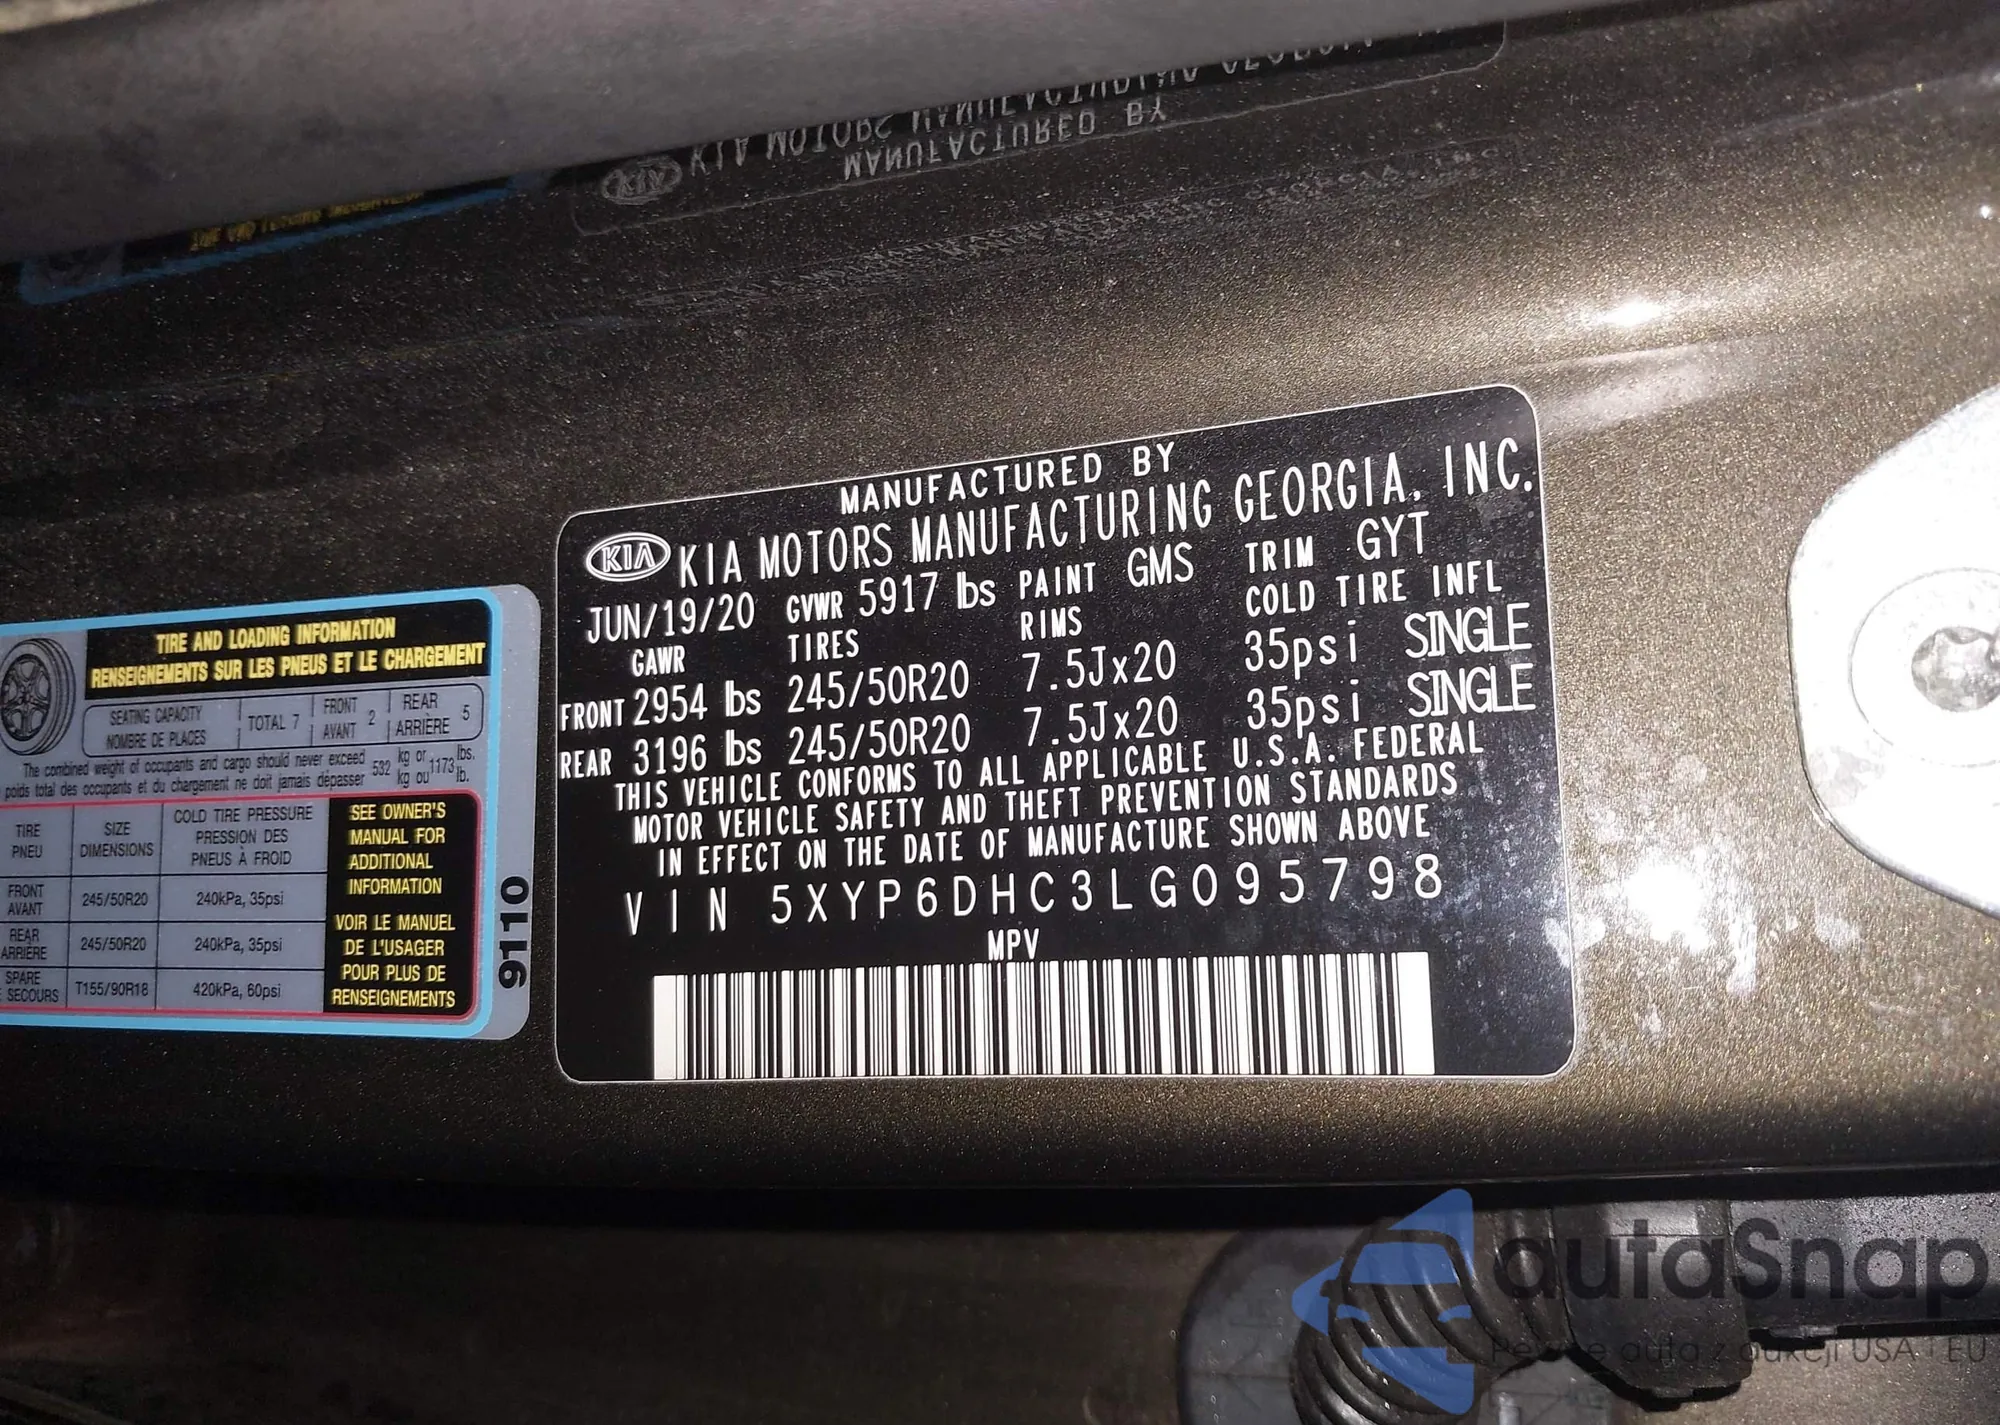 MANUFACTURED BY
KIA KIA MOTORS MANUFACTURING GEORGIA, INC.
JUN/19/20 GVWR 5917 lbs PAINT GMS TRIM GYT
GAWR TIRES RIMS COLD TIRE INFL
FRONT 2954 lbs 245/50R20 7.5Jx20 35psi SINGLE
REAR 3196 lbs 245/50R20 7.5Jx20 35psi SINGLE
THIS VEHICLE CONFORMS TO ALL APPLICABLE U.S.A. FEDERAL
MOTOR VEHICLE SAFETY AND THEFT PREVENTION STANDARDS
IN EFFECT ON THE DATE OF MANUFACTURE SHOWN ABOVE
VIN 5XYP6DHC3LG095798
MPV
TIRE AND LOADING INFORMATION
RENSEIGNEMENTS SUR LES PNEUS ET LE CHARGEMENT
SEATING CAPACITY
NOMBRE DE PLACES
TOTAL 7
FRONT
AVANT 2
REAR
ARRIÈRE 5
The combined weight of occupants and cargo should never exceed 532 kg or 1173 lbs.
poids total des occupants et du chargement ne doit jamais dépasser kg ou lb.
TIRE
PNEU
SIZE
DIMENSIONS
COLD TIRE PRESSURE
PRESSION DES
PNEUS À FROID
FRONT
AVANT
245/50R20 240kPa, 35psi
REAR
ARRIÈRE
245/50R20 240kPa, 35psi
SPARE
SECOURS
T155/90R18 420kPa, 60psi
SEE OWNER'S
MANUAL FOR
ADDITIONAL
INFORMATION
VOIR LE MANUEL
DE L'USAGER
POUR PLUS DE
RENSEIGNEMENTS
9110
autaSnap
Pewne auta z aukcji USA i EU